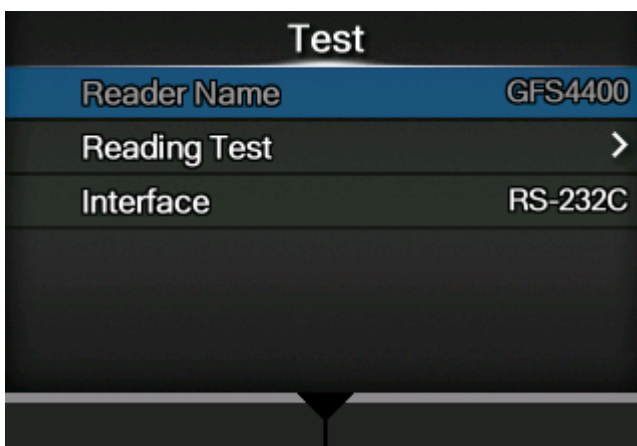 Test
Reader Name GFS4400
Reading Test >
Interface RS-232C